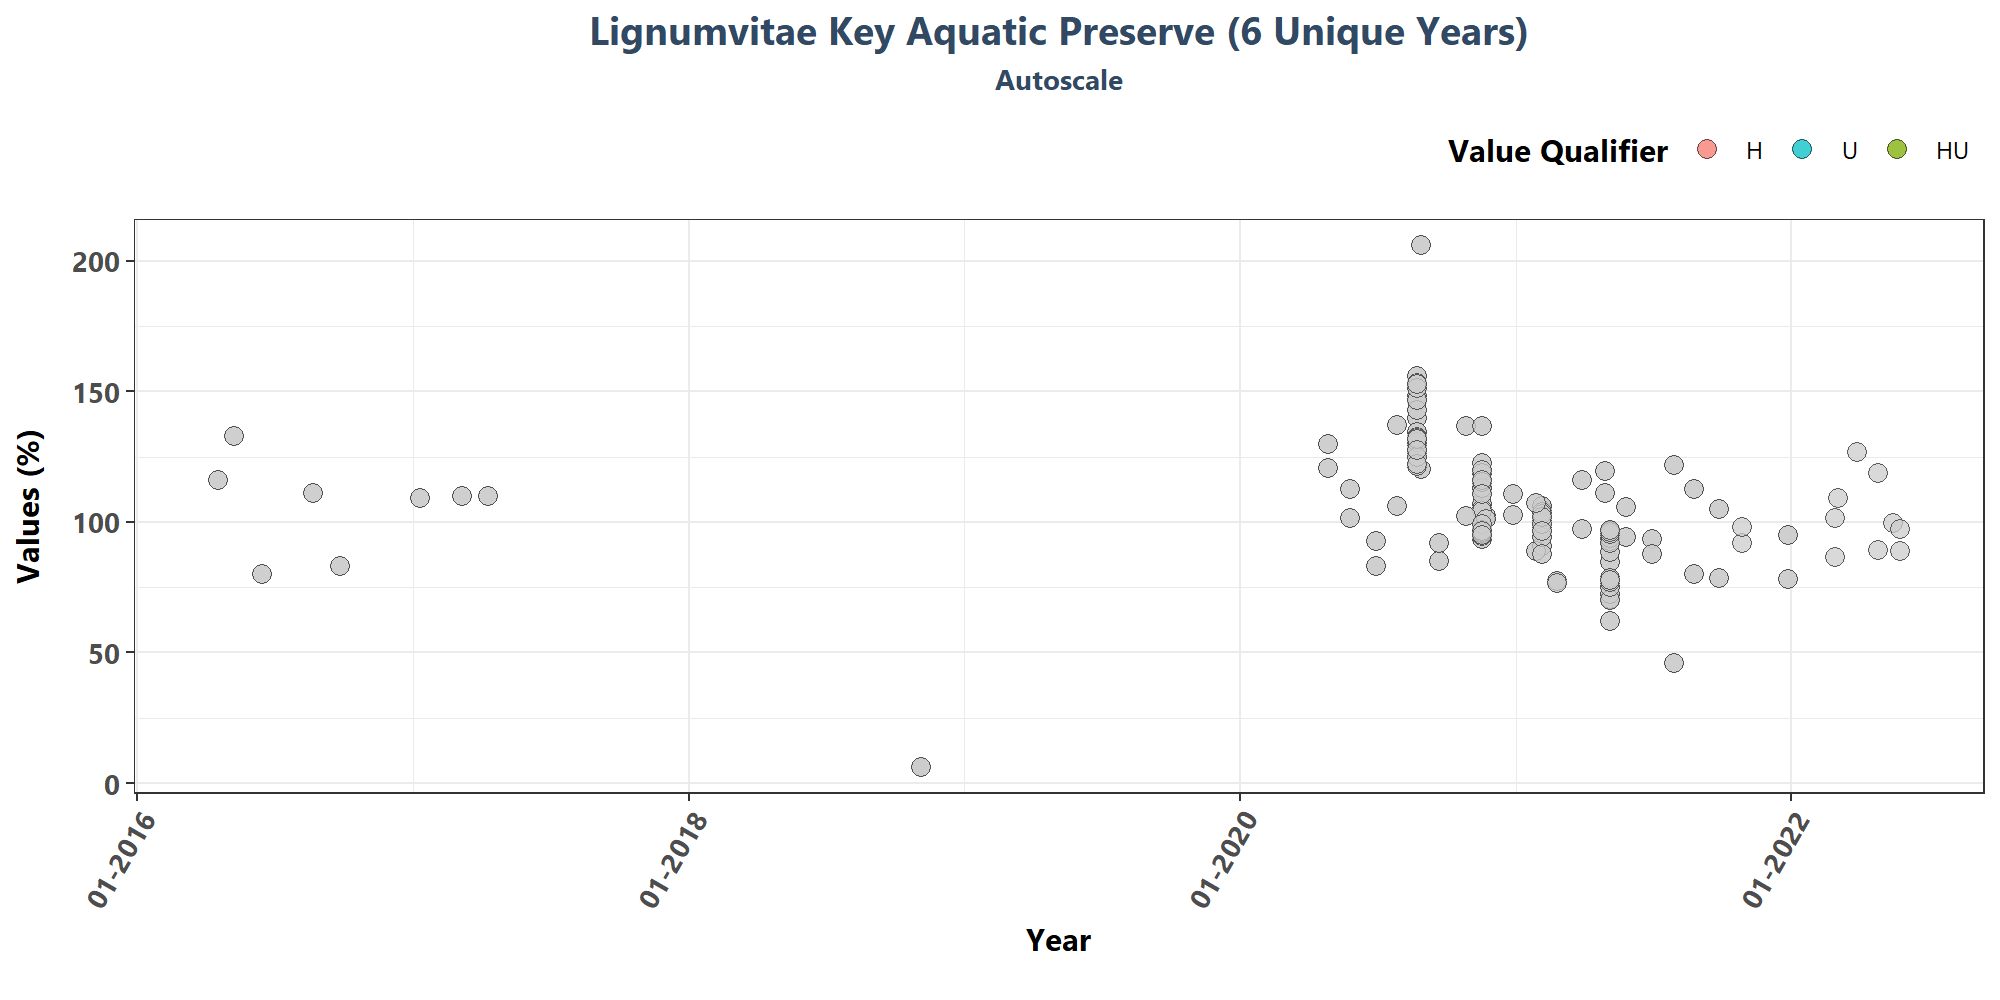 Lignumvitae Key Aquatic Preserve (6 Unique Years)
Autoscale
Value Qualifier H U HU
Values (%)
200
150
100
50
0
01-2016 01-2018 01-2020 01-2022
Year